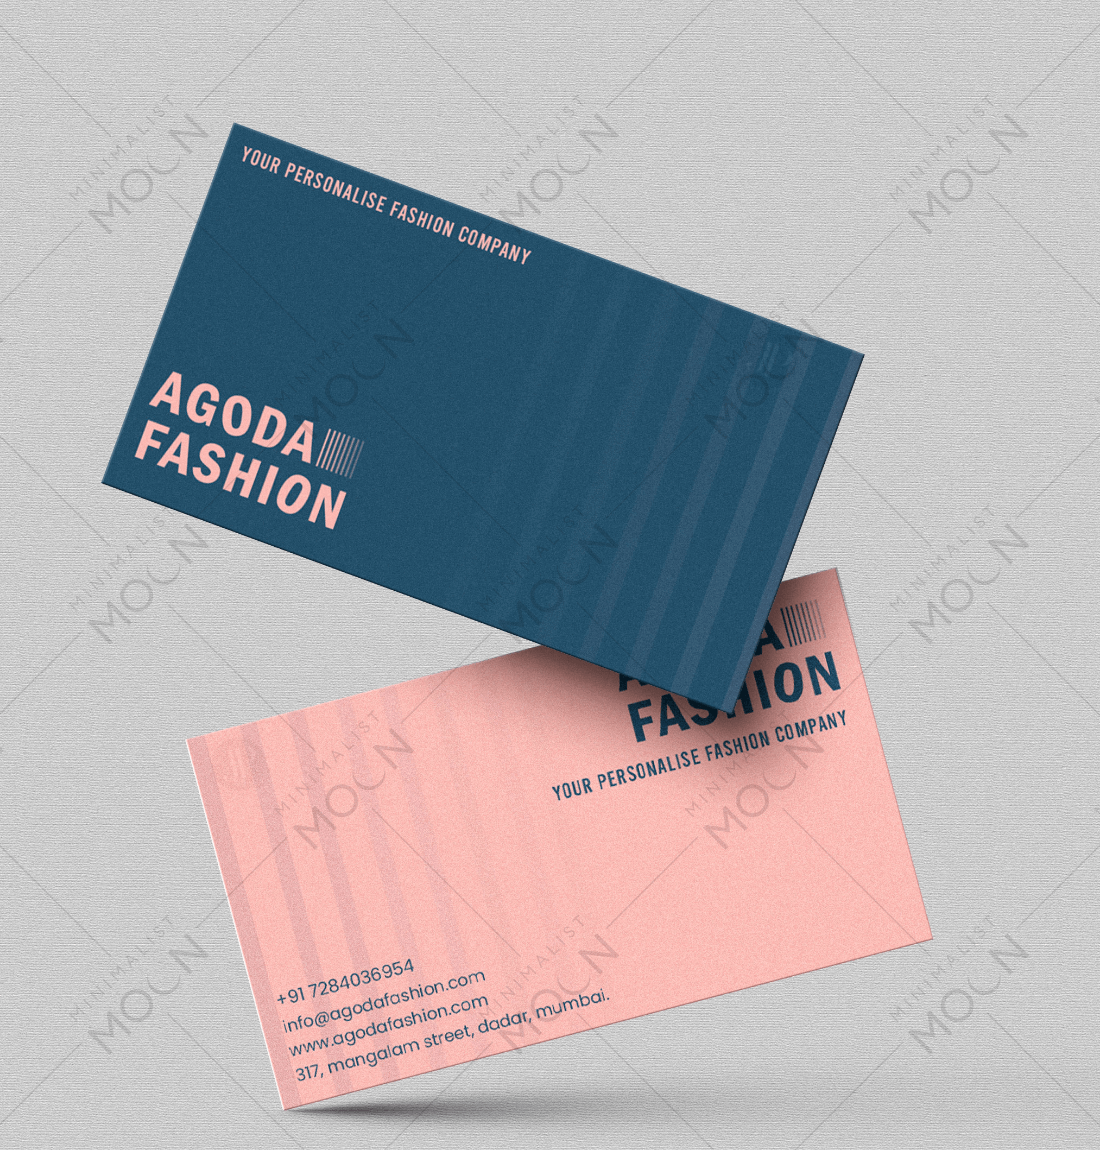 YOUR PERSONALISE FASHION COMPANY
AGODA
FASHION
A
A
FASHION
YOUR PERSONALISE FASHION COMPANY
+91 7284036954
info@agodafashion.com
www.agodafashion.com
317, mangalam street, dadar, mumbai.
MINIMALIST
MOON